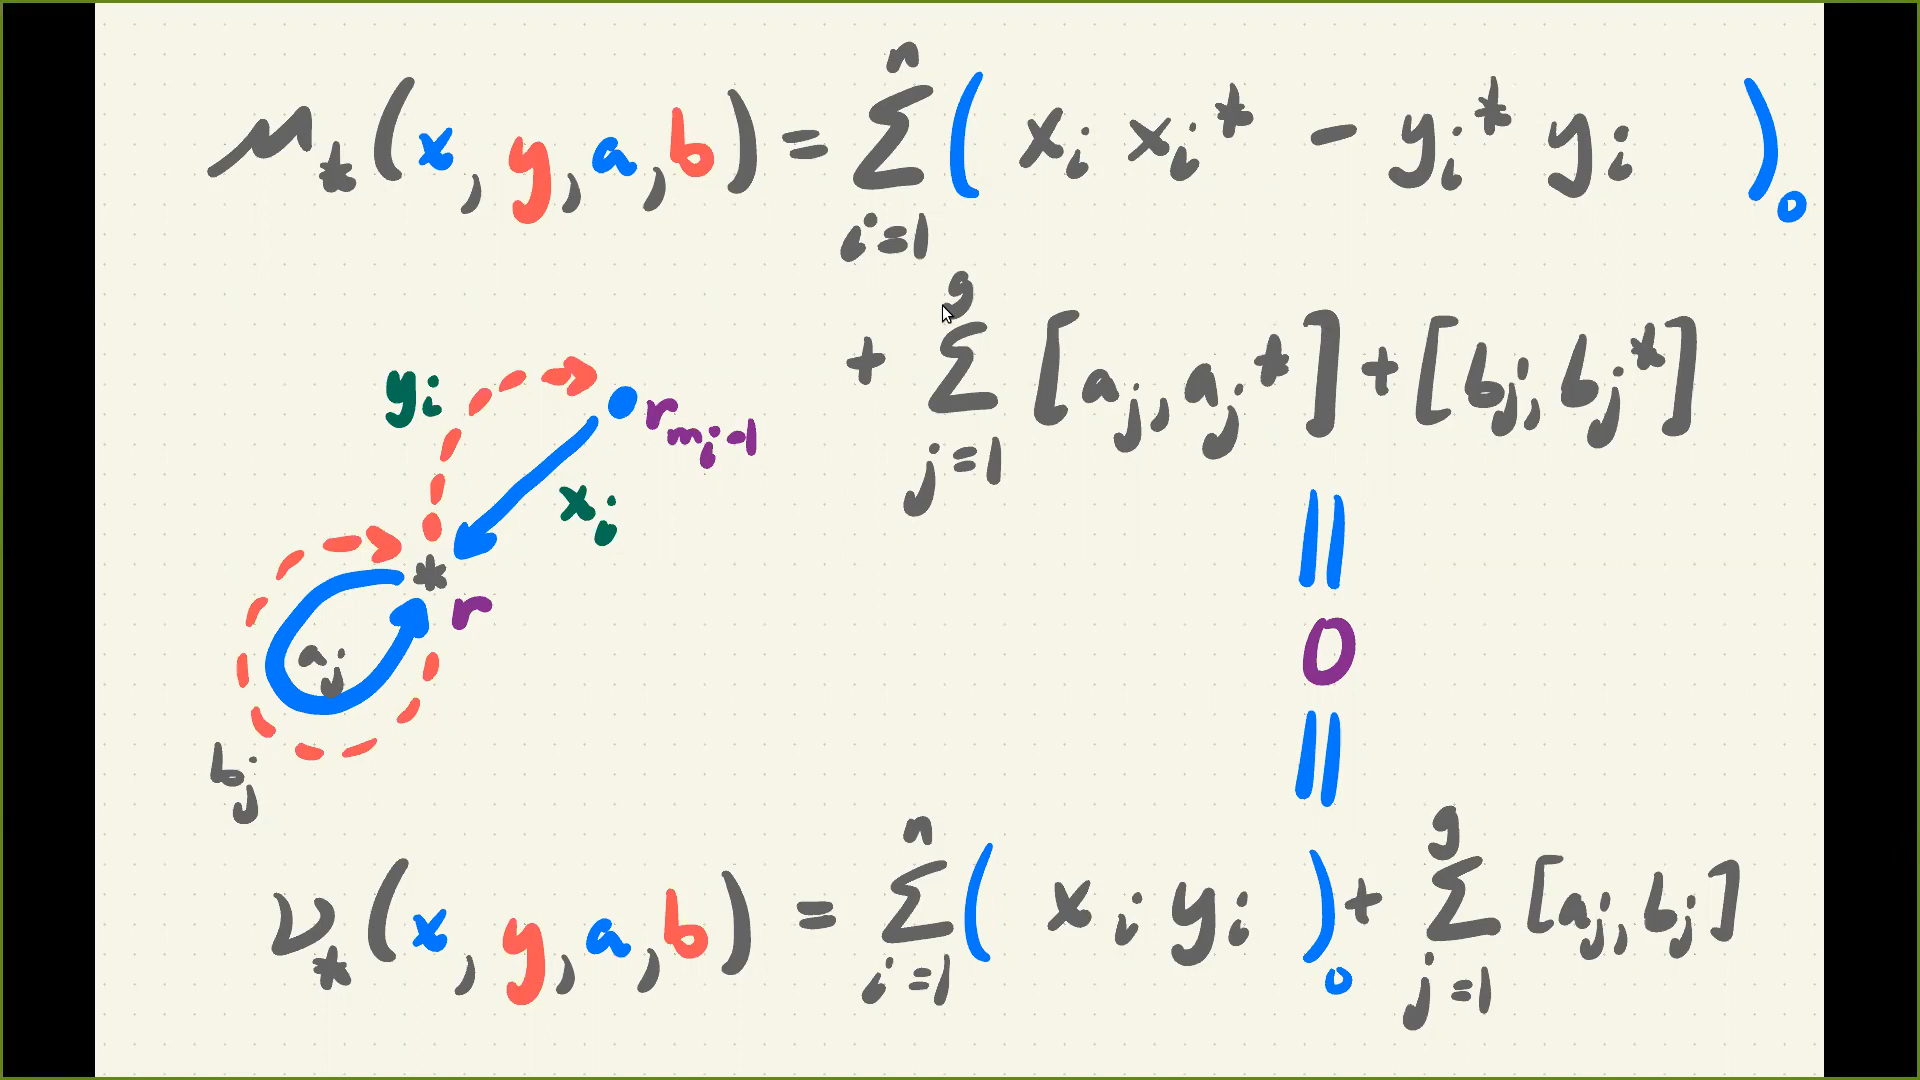 μ_*(x, y, a, b) = Σ_{i=1}^{n} ( x_i x_i^* − y_i^* y_i )_0
+ Σ_{j=1}^{g} [a_j, a_j^*] + [b_j, b_j^*]
y_i
r_{m_i-1}
x_i
*
r
a_j
b_j
||
0
||
ν_*(x, y, a, b) = Σ_{i=1}^{n} ( x_i y_i )_0 + Σ_{j=1}^{g} [a_j, b_j]